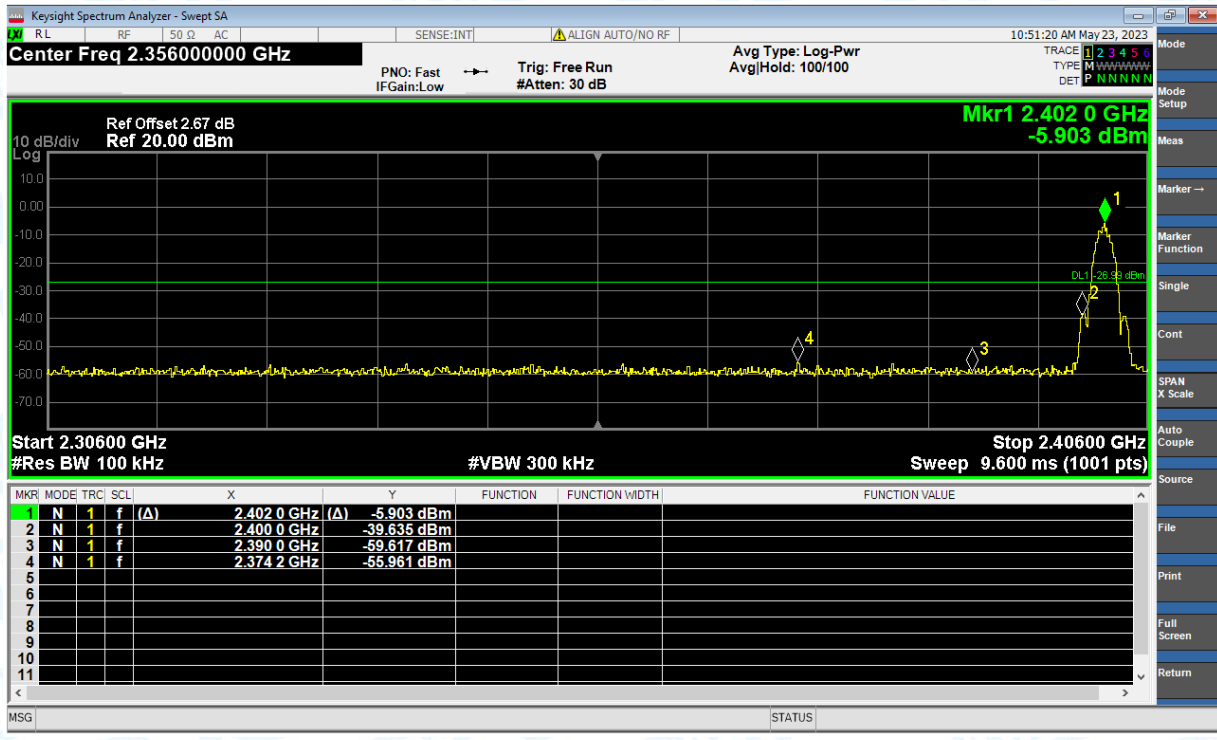 Keysight Spectrum Analyzer - Swept SA
LXI RL RF 50 Ω AC SENSE:INT ALIGN AUTO/NO RF 10:51:20 AM May 23, 2023
Center Freq 2.356000000 GHz
PNO: Fast
IFGain:Low
Trig: Free Run
#Atten: 30 dB
Avg Type: Log-Pwr
Avg|Hold: 100/100
TRACE 1 2 3 4 5 6
TYPE M WWWWW
DET P N N N N N
Mkr1 2.402 0 GHz
-5.903 dBm
Ref Offset 2.67 dB
10 dB/div Ref 20.00 dBm
Log
10.0
0.00
-10.0
-20.0
-30.0
-40.0
-50.0
-60.0
-70.0
1
DL1 -26.99 dBm
2
4
3
Start 2.30600 GHz Stop 2.40600 GHz
#Res BW 100 kHz #VBW 300 kHz Sweep 9.600 ms (1001 pts)
MKR MODE TRC SCL X Y FUNCTION FUNCTION WIDTH FUNCTION VALUE
1 N 1 f (Δ) 2.402 0 GHz (Δ) -5.903 dBm
2 N 1 f 2.400 0 GHz -39.635 dBm
3 N 1 f 2.390 0 GHz -59.617 dBm
4 N 1 f 2.374 2 GHz -55.961 dBm
5
6
7
8
9
10
11
MSG STATUS
Mode
Mode
Setup
Meas
Marker →
Marker
Function
Single
Cont
SPAN
X Scale
Auto
Couple
Source
File
Print
Full
Screen
Return